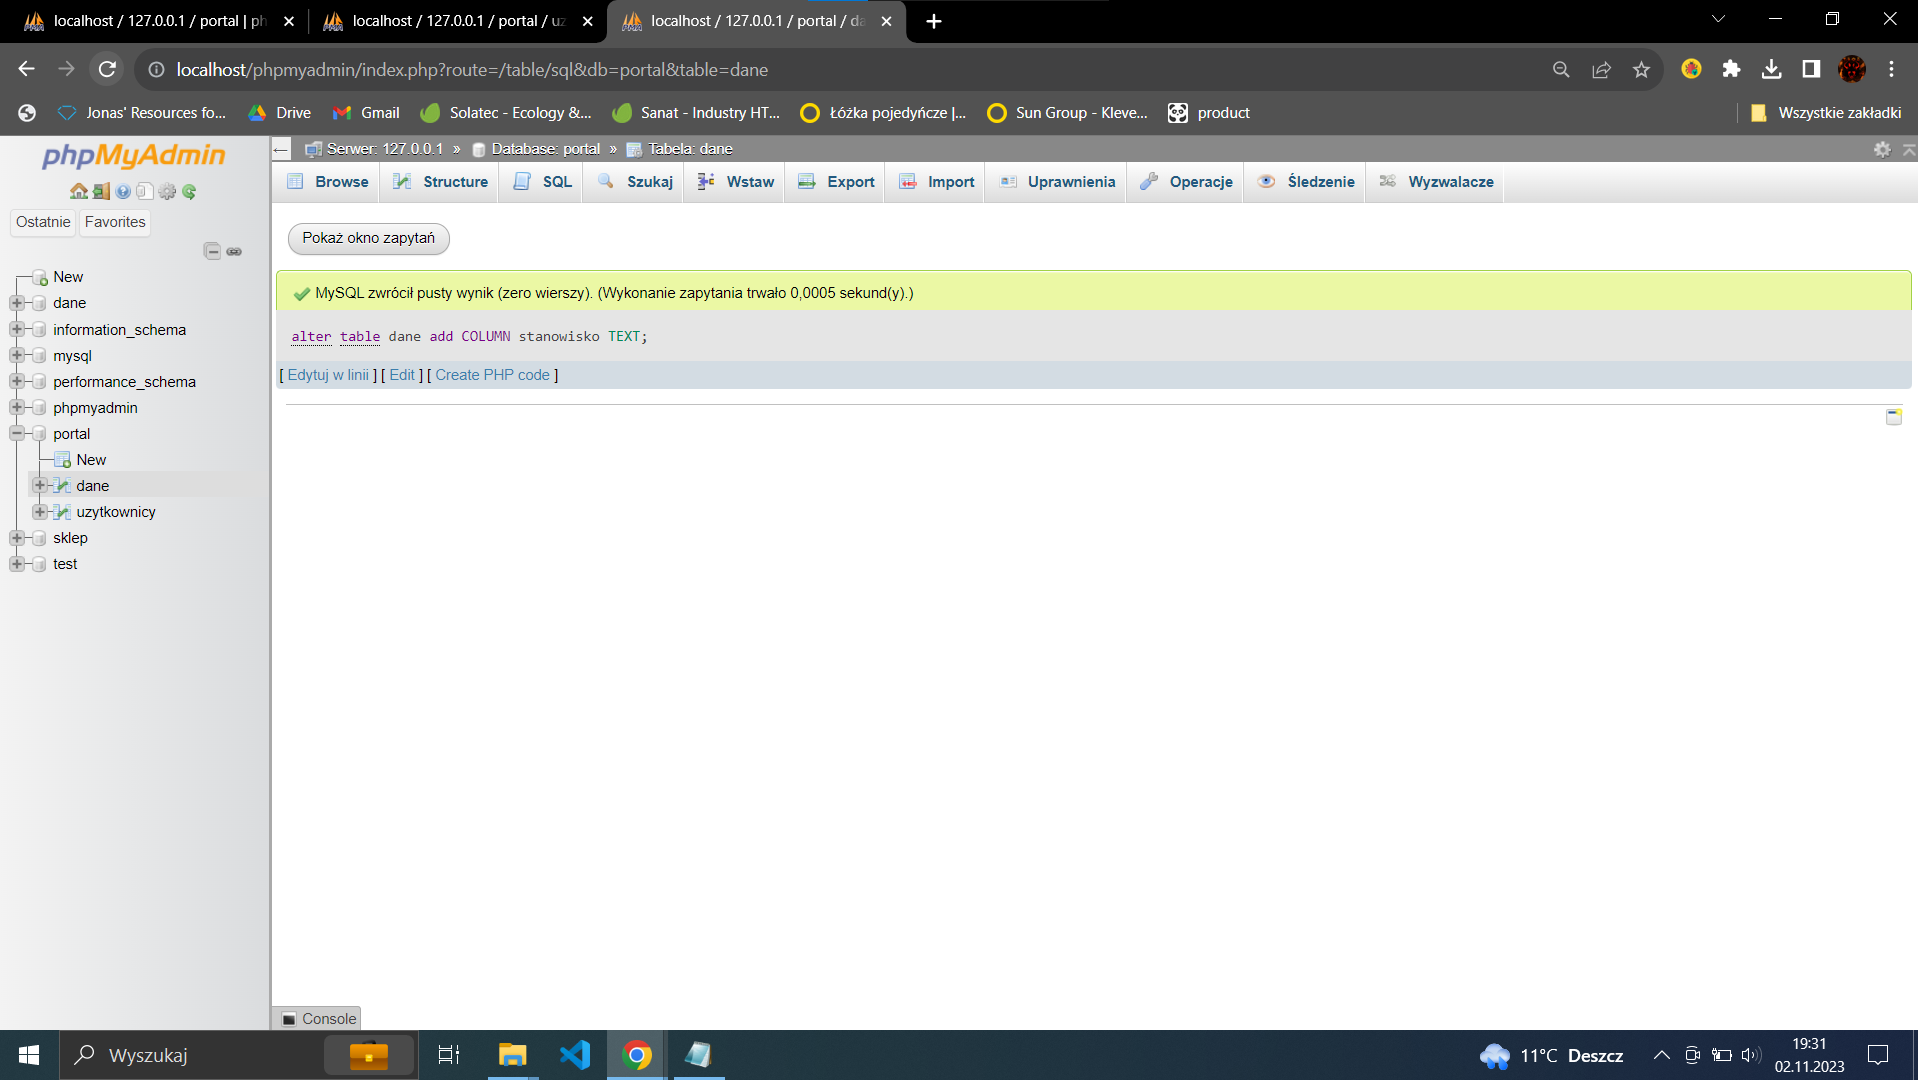 localhost / 127.0.0.1 / portal | ph
localhost / 127.0.0.1 / portal / uz
localhost / 127.0.0.1 / portal / da
localhost/phpmyadmin/index.php?route=/table/sql&db=portal&table=dane
Jonas' Resources fo...
Drive
Gmail
Solatec - Ecology &...
Sanat - Industry HT...
Łóżka pojedyńcze |...
Sun Group - Kleve...
product
Wszystkie zakładki
phpMyAdmin
Ostatnie
Favorites
New
dane
information_schema
mysql
performance_schema
phpmyadmin
portal
New
dane
uzytkownicy
sklep
test
Serwer: 127.0.0.1 » Database: portal » Tabela: dane
Browse
Structure
SQL
Szukaj
Wstaw
Export
Import
Uprawnienia
Operacje
Śledzenie
Wyzwalacze
Pokaż okno zapytań
MySQL zwrócił pusty wynik (zero wierszy). (Wykonanie zapytania trwało 0,0005 sekund(y).)
alter table dane add COLUMN stanowisko TEXT;
[ Edytuj w linii ] [ Edit ] [ Create PHP code ]
Console
Wyszukaj
11°C Deszcz
19:31
02.11.2023